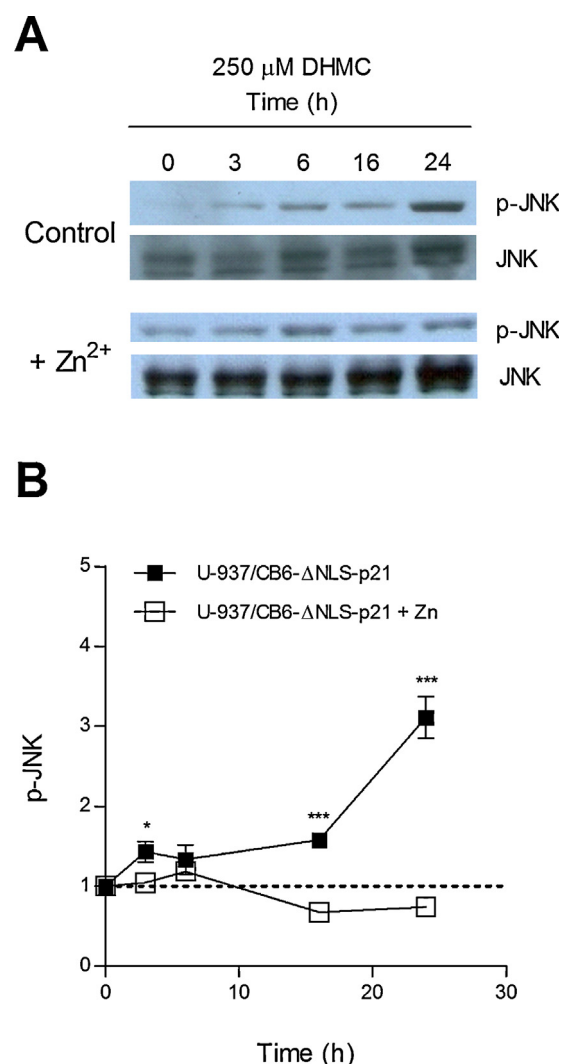 A
250 μM DHMC
Time (h)
0 3 6 16 24
Control
p-JNK
JNK
+ Zn²⁺
p-JNK
JNK
B
U-937/CB6-ΔNLS-p21
U-937/CB6-ΔNLS-p21 + Zn
5
4
3
2
1
0
p-JNK
*
***
***
0 10 20 30
Time (h)